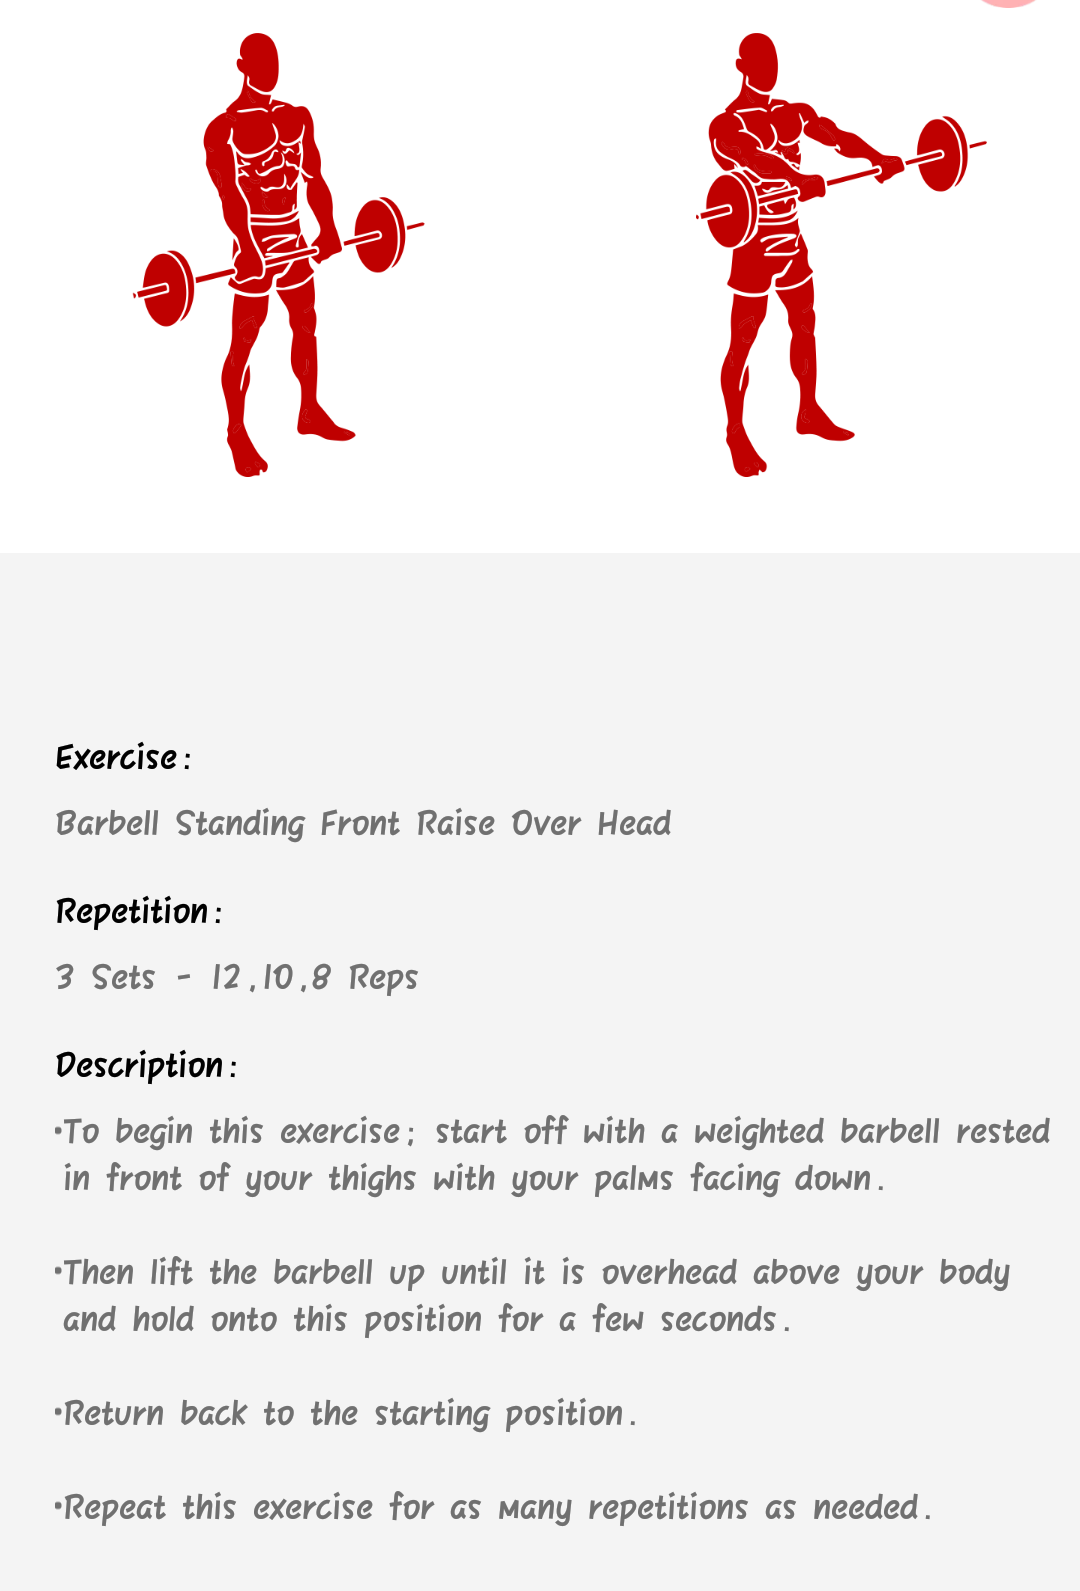 Exercise:
Barbell Standing Front Raise Over Head
Repetition:
3 Sets - 12,10,8 Reps
Description:
•To begin this exercise; start off with a weighted barbell rested
in front of your thighs with your palms facing down.
•Then lift the barbell up until it is overhead above your body
and hold onto this position for a few seconds.
•Return back to the starting position.
•Repeat this exercise for as many repetitions as needed.